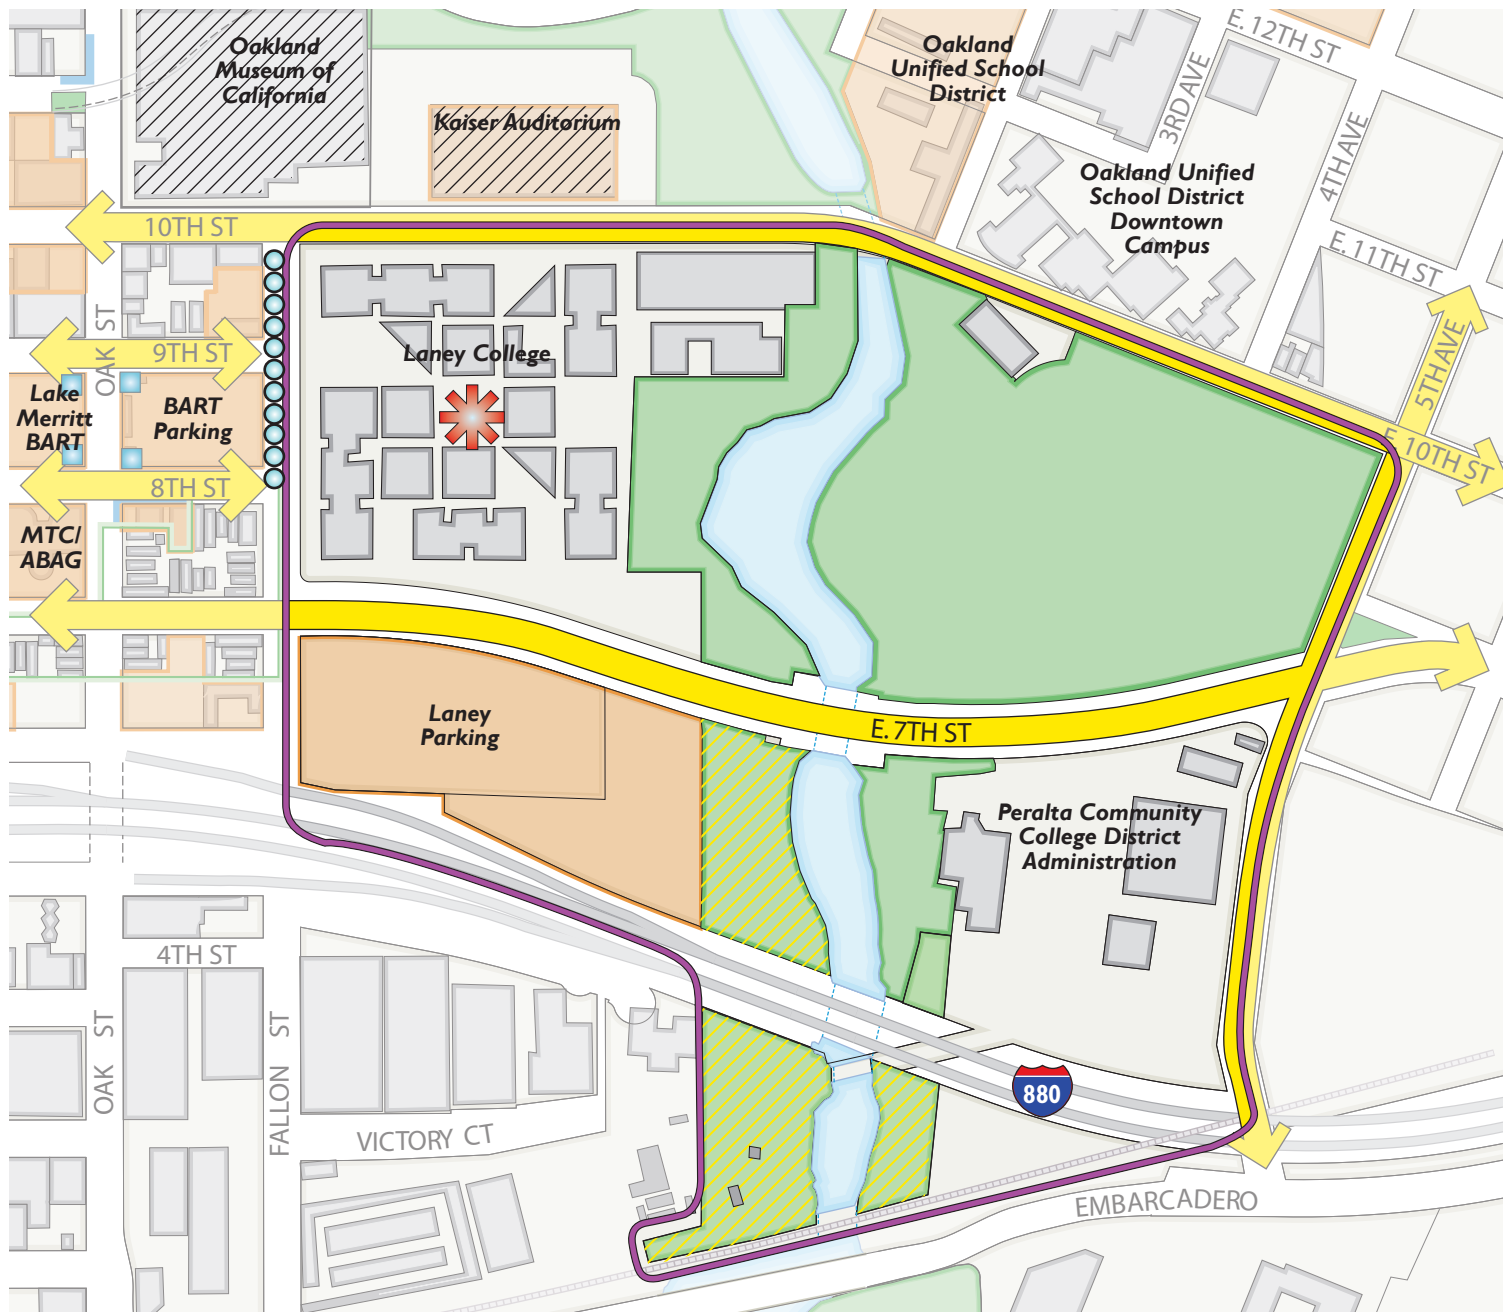 Oakland
Museum of
California
Kaiser Auditorium
Oakland
Unified School
District
E. 12TH ST
3RD AVE
4TH AVE
Oakland Unified
School District
Downtown
Campus
E. 11TH ST
10TH ST
OAK ST
9TH ST
Laney College
5TH AVE
Lake
Merritt
BART
BART
Parking
E. 10TH ST
8TH ST
MTC/
ABAG
Laney
Parking
E. 7TH ST
Peralta Community
College District
Administration
4TH ST
OAK ST
FALLON ST
880
VICTORY CT
EMBARCADERO